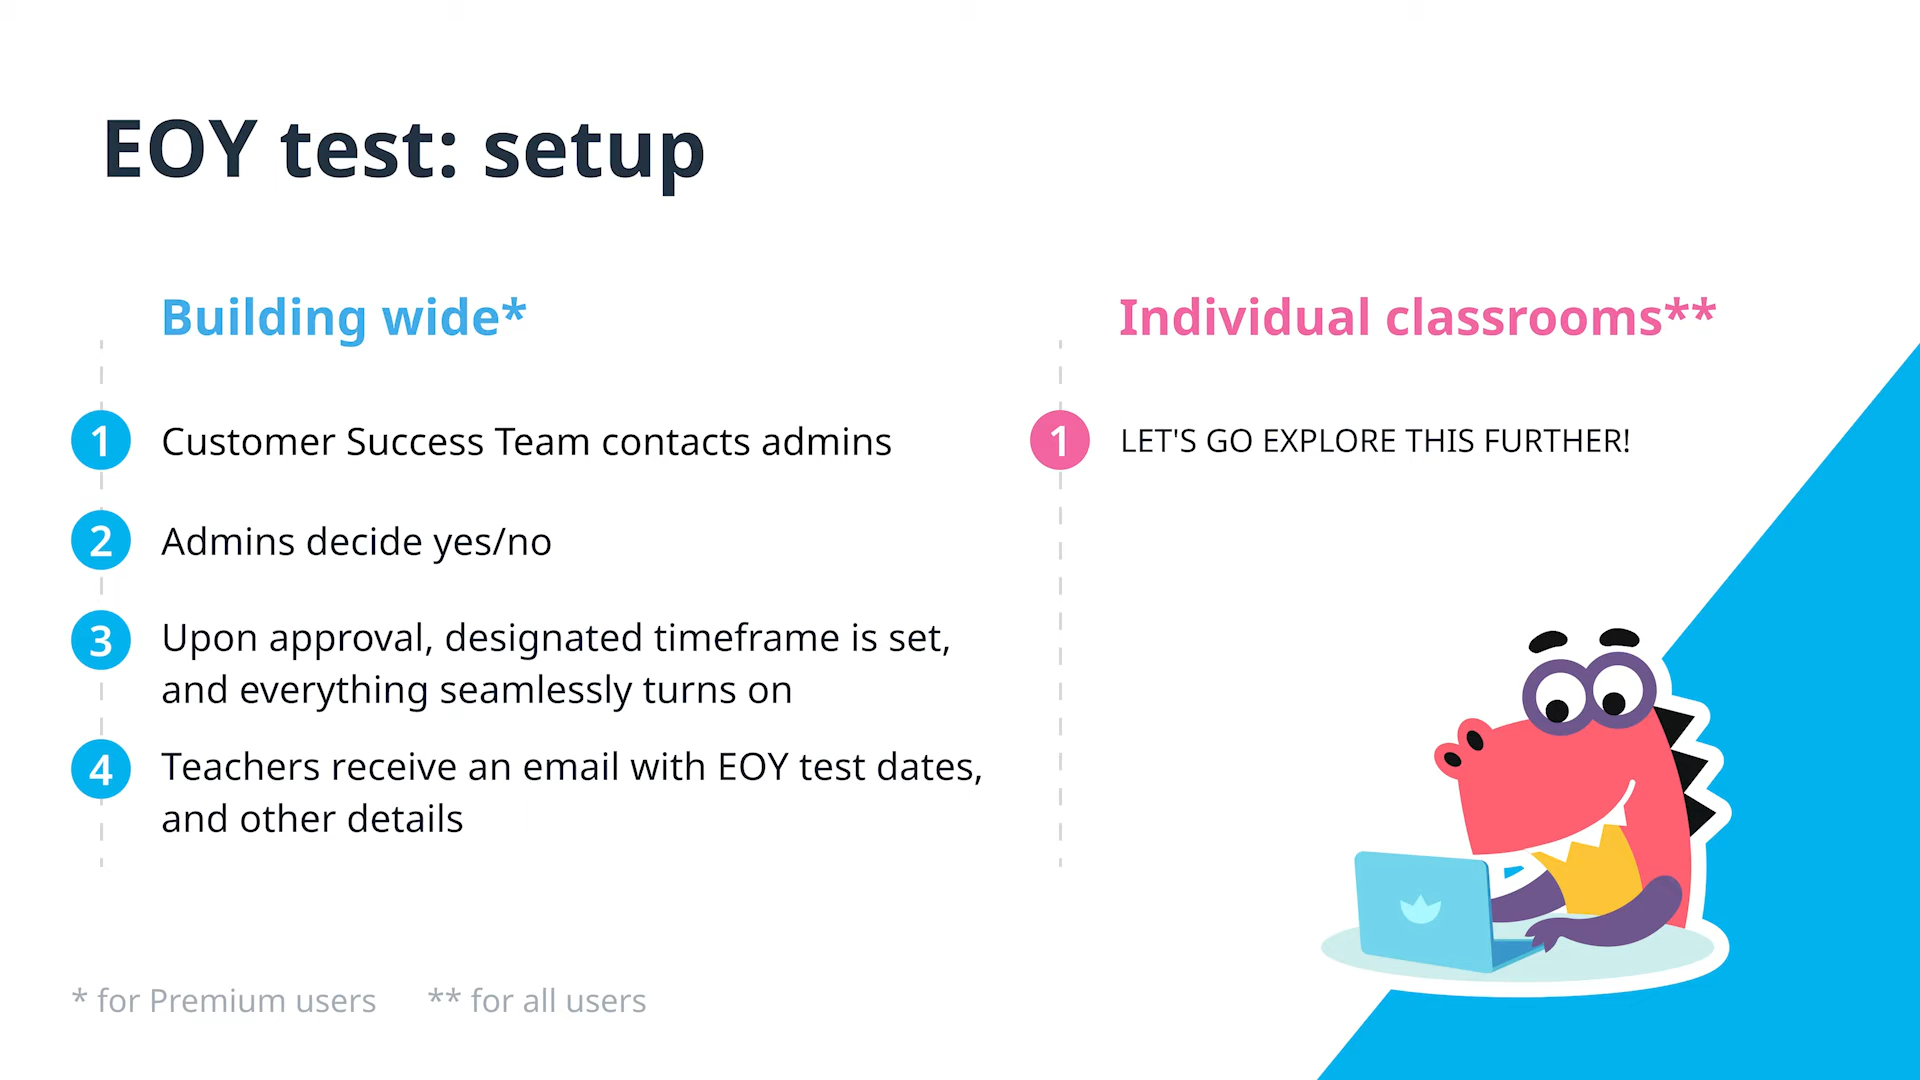 EOY test: setup
Building wide*
1 Customer Success Team contacts admins
2 Admins decide yes/no
3 Upon approval, designated timeframe is set,
and everything seamlessly turns on
4 Teachers receive an email with EOY test dates,
and other details
Individual classrooms**
1 LET'S GO EXPLORE THIS FURTHER!
* for Premium users
** for all users